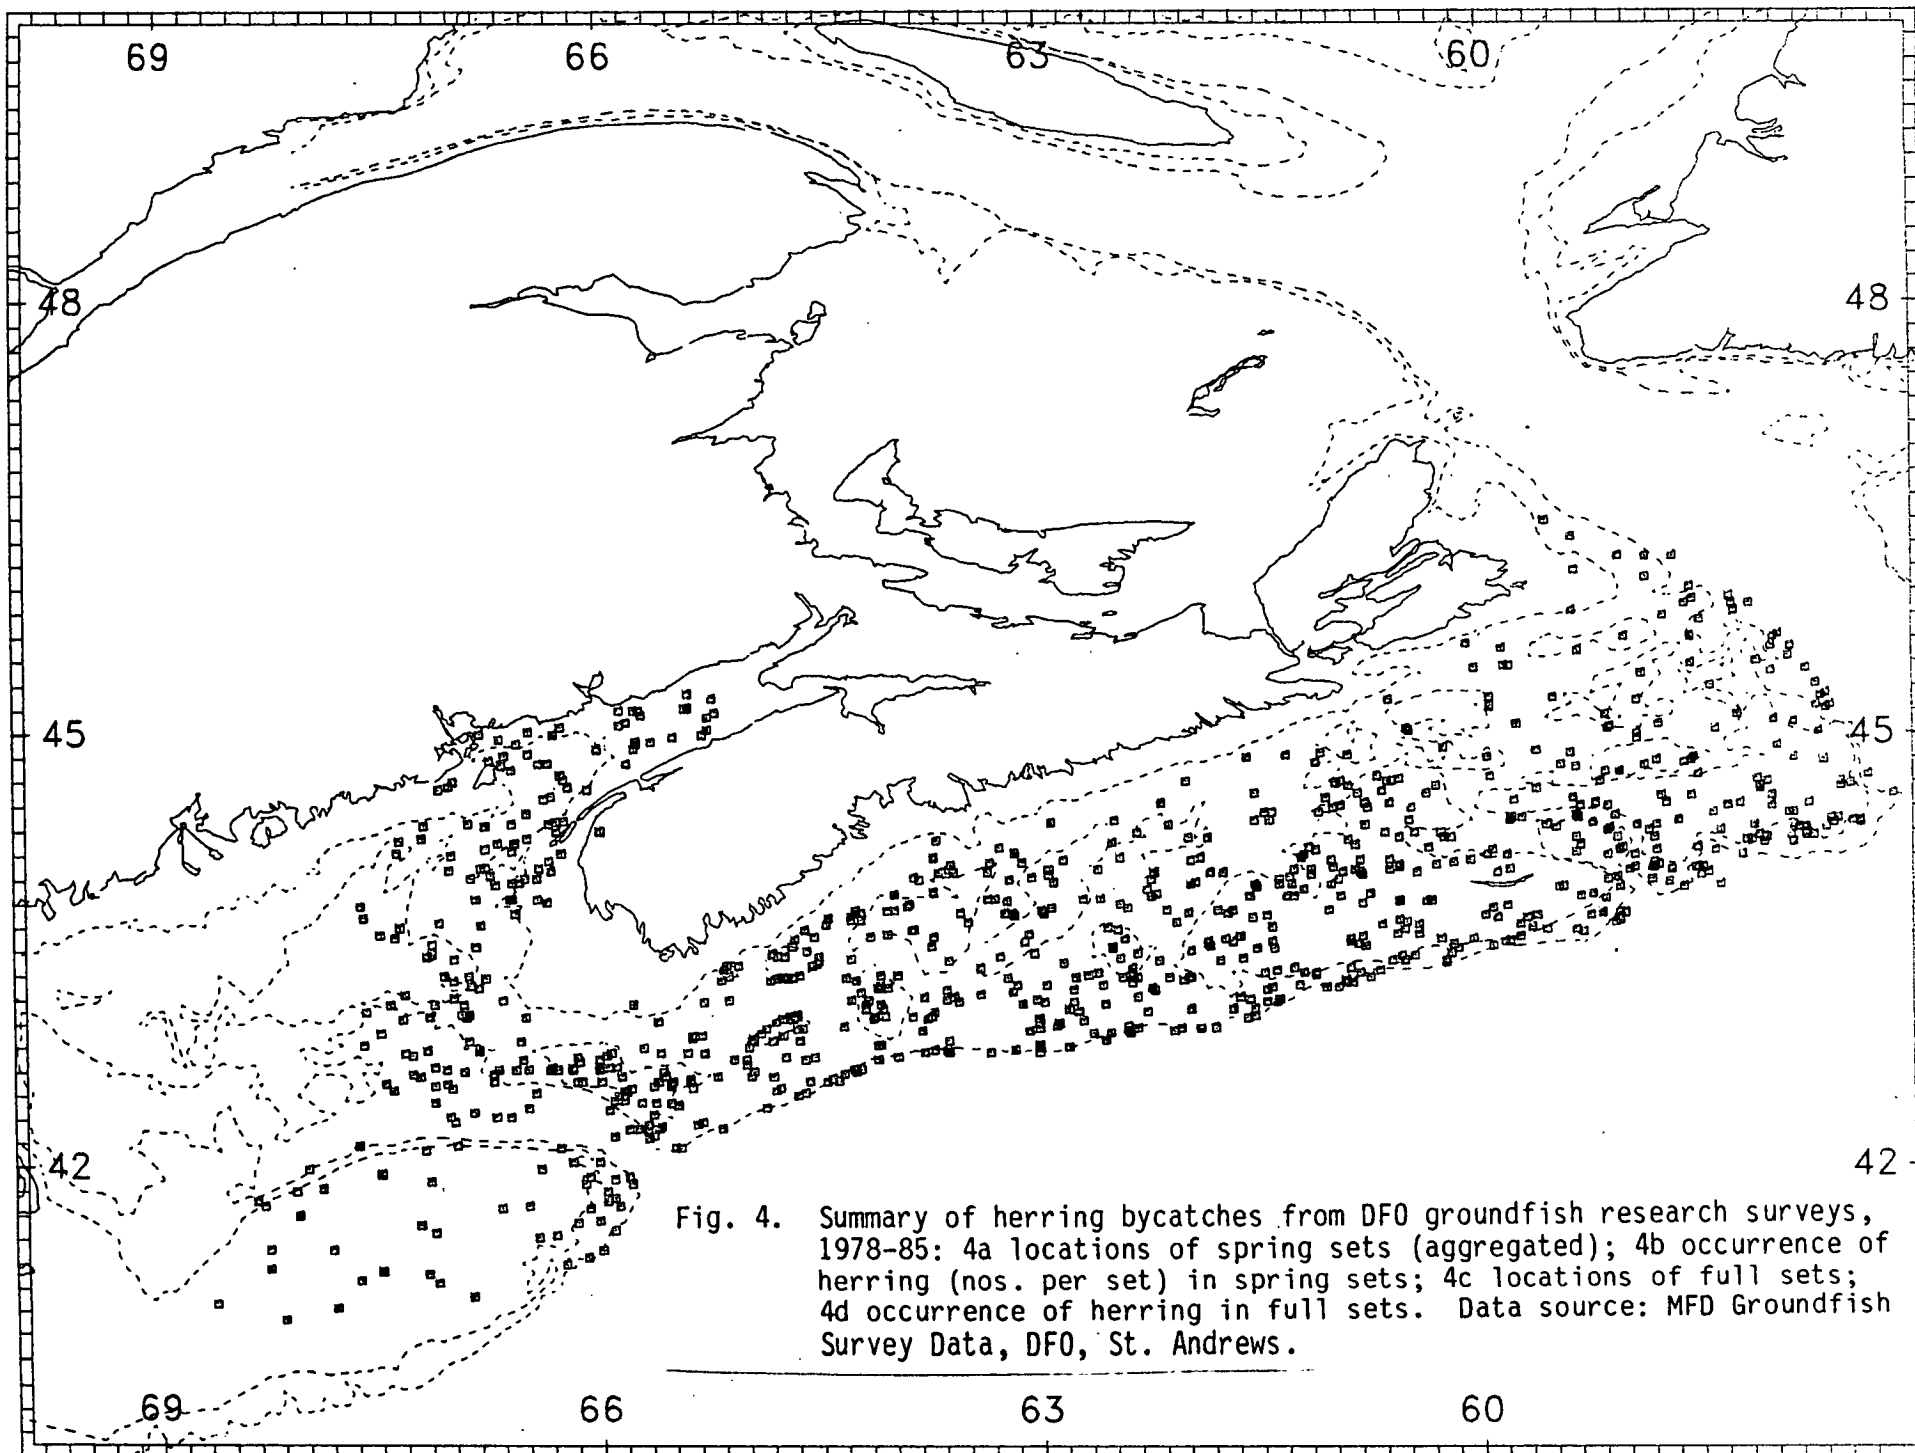 69 66 63 60
48 48
45 45
42 42
Fig. 4. Summary of herring bycatches from DFO groundfish research surveys,
1978-85: 4a locations of spring sets (aggregated); 4b occurrence of
herring (nos. per set) in spring sets; 4c locations of full sets;
4d occurrence of herring in full sets. Data source: MFD Groundfish
Survey Data, DFO, St. Andrews.
69 66 63 60